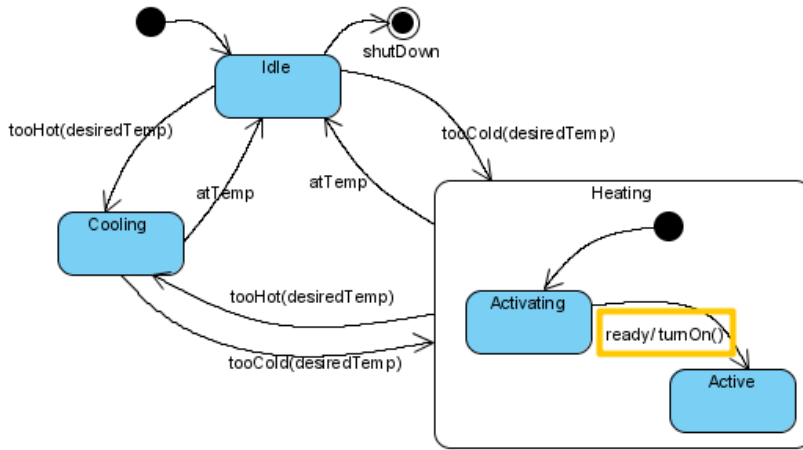 shutDown
Idle
tooHot(desiredTemp)
tooCold(desiredTemp)
atTemp
atTemp
Heating
Cooling
tooHot(desiredTemp)
Activating
ready/ turnOn()
tooCold(desiredTemp)
Active